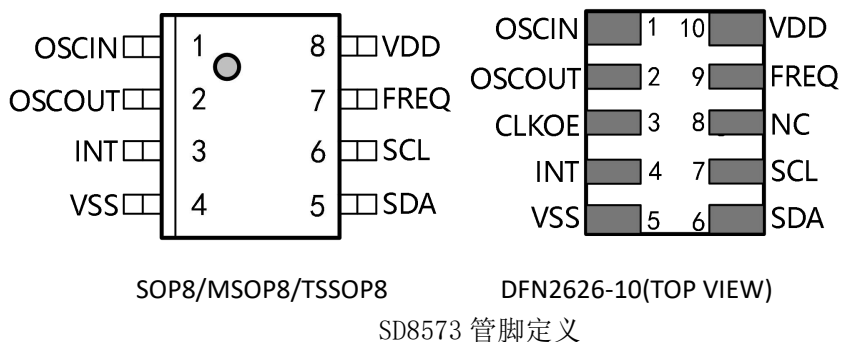 OSCIN 1 8 VDD OSCIN 1 10 VDD
OSCOUT 2 7 FREQ OSCOUT 2 9 FREQ
INT 3 6 SCL CLKOE 3 8 NC
VSS 4 5 SDA INT 4 7 SCL
VSS 5 6 SDA
SOP8/MSOP8/TSSOP8 DFN2626-10(TOP VIEW)
SD8573 管脚定义